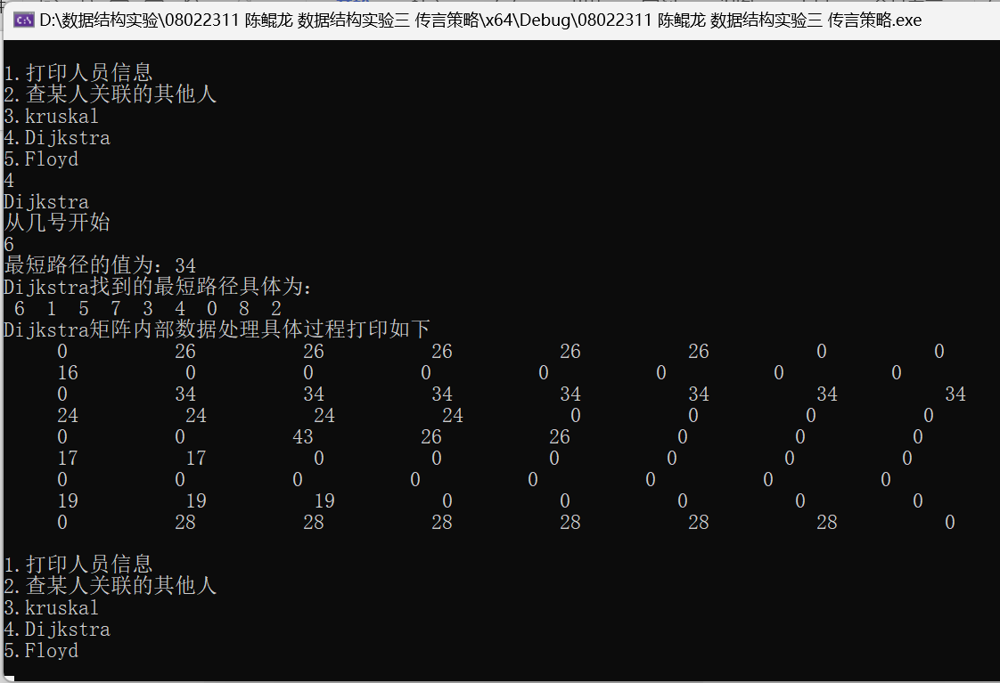 D:\数据结构实验\08022311 陈鲲龙 数据结构实验三 传言策略\x64\Debug\08022311 陈鲲龙 数据结构实验三 传言策略.exe
1.打印人员信息
2.查某人关联的其他人
3.kruskal
4.Dijkstra
5.Floyd
4
Dijkstra
从几号开始
6
最短路径的值为: 34
Dijkstra找到的最短路径具体为:
6 1 5 7 3 4 0 8 2
Dijkstra矩阵内部数据处理具体过程打印如下
0 26 26 26 26 26 0 0
16 0 0 0 0 0 0 0
0 34 34 34 34 34 34 34
24 24 24 24 0 0 0 0
0 0 43 26 26 0 0 0
17 17 0 0 0 0 0 0
0 0 0 0 0 0 0 0
19 19 19 0 0 0 0 0
0 28 28 28 28 28 28 0
1.打印人员信息
2.查某人关联的其他人
3.kruskal
4.Dijkstra
5.Floyd